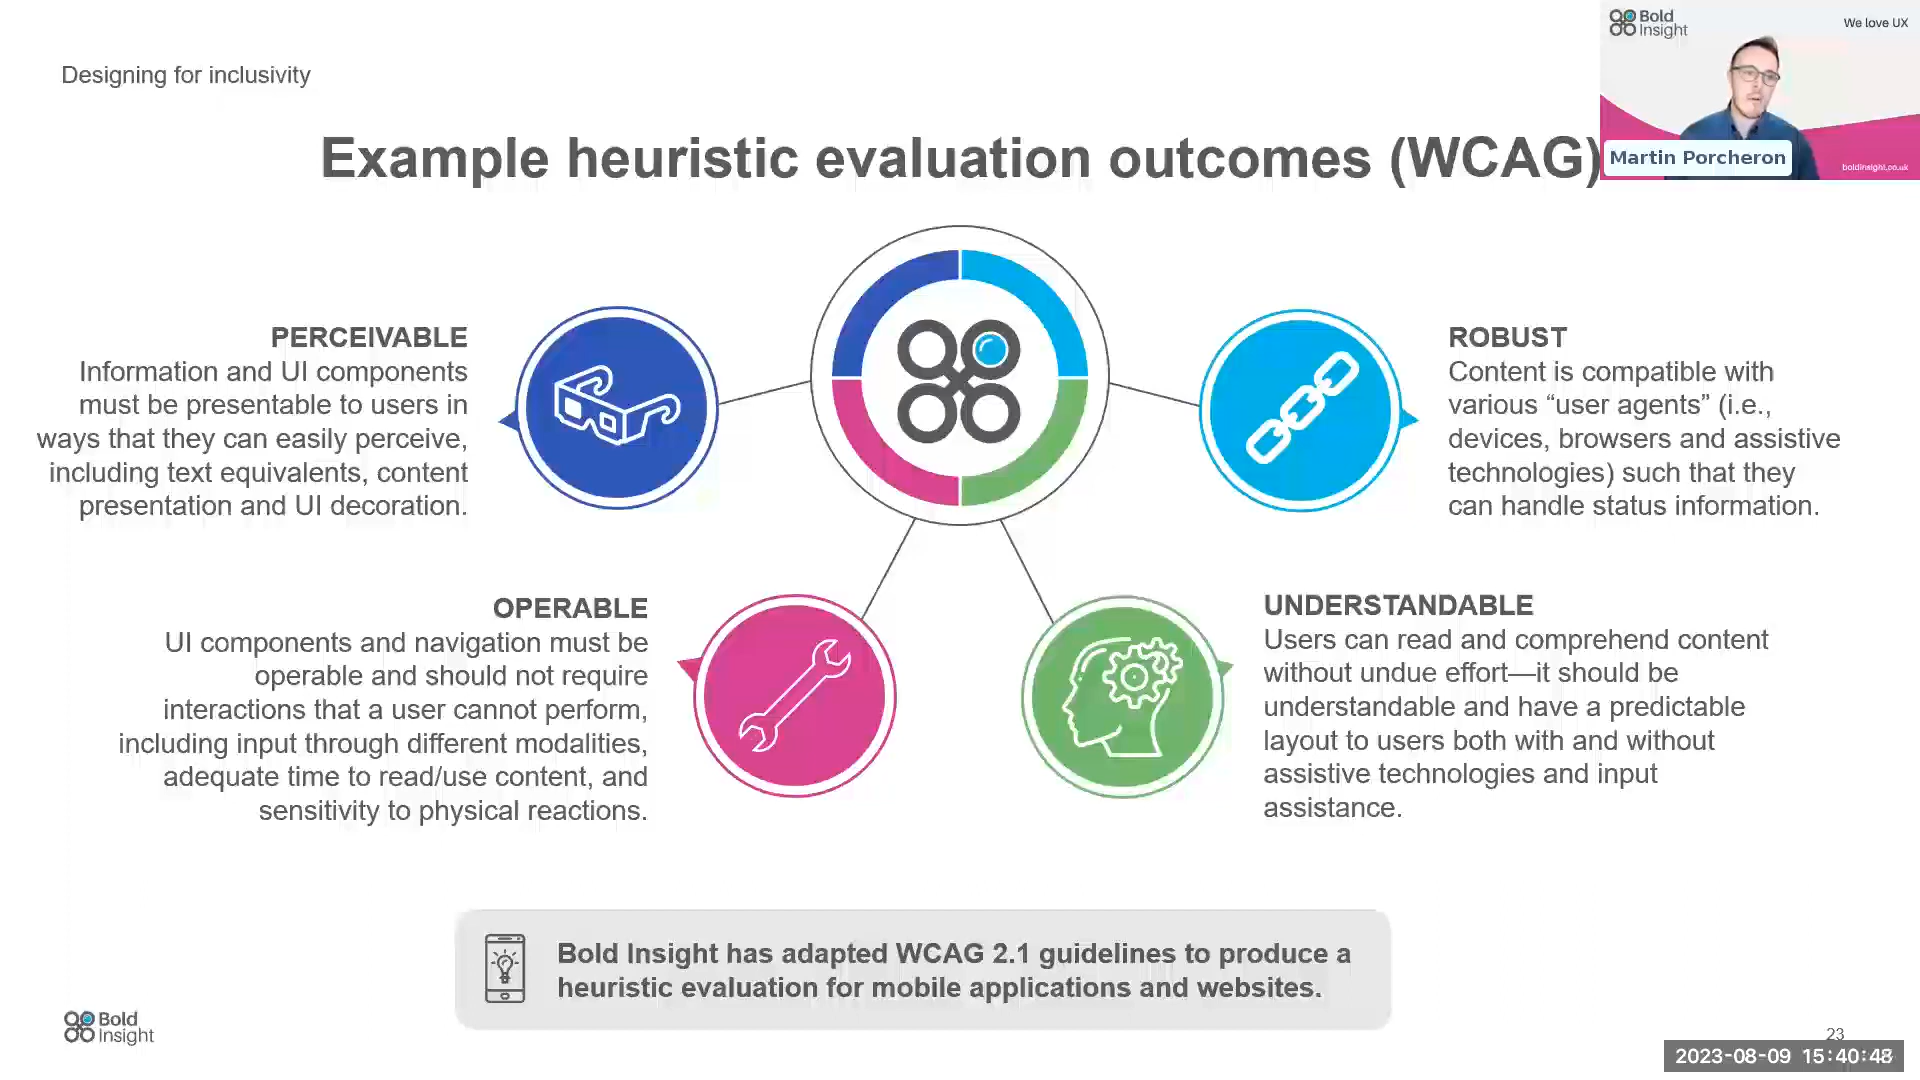 Designing for inclusivity
Example heuristic evaluation outcomes (WCAG)
Bold
Insight
We love UX
Martin Porcheron
boldinsight.co.uk
PERCEIVABLE
Information and UI components
must be presentable to users in
ways that they can easily perceive,
including text equivalents, content
presentation and UI decoration.
ROBUST
Content is compatible with
various “user agents” (i.e.,
devices, browsers and assistive
technologies) such that they
can handle status information.
OPERABLE
UI components and navigation must be
operable and should not require
interactions that a user cannot perform,
including input through different modalities,
adequate time to read/use content, and
sensitivity to physical reactions.
UNDERSTANDABLE
Users can read and comprehend content
without undue effort—it should be
understandable and have a predictable
layout to users both with and without
assistive technologies and input
assistance.
Bold Insight has adapted WCAG 2.1 guidelines to produce a
heuristic evaluation for mobile applications and websites.
Bold
Insight
23
2023-08-09 15:40:48